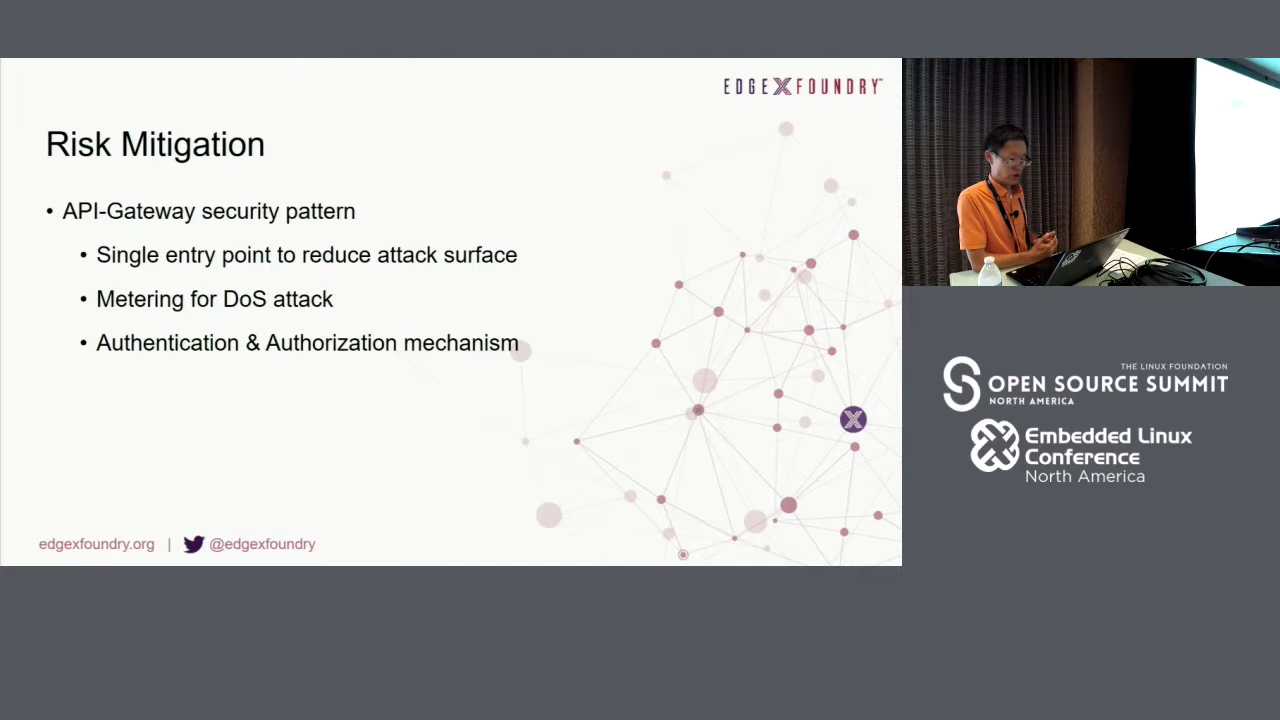 EDGE X FOUNDRY™
Risk Mitigation
• API-Gateway security pattern
• Single entry point to reduce attack surface
• Metering for DoS attack
• Authentication & Authorization mechanism
edgexfoundry.org | @edgexfoundry
THE LINUX FOUNDATION
OPEN SOURCE SUMMIT
NORTH AMERICA
Embedded Linux
Conference
North America